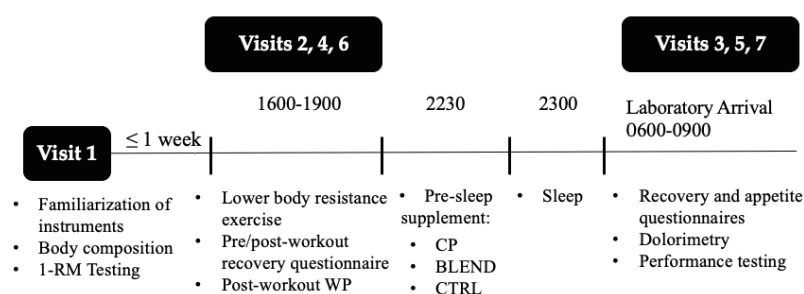 Visits 2, 4, 6
Visits 3, 5, 7
1600-1900
2230
2300
Laboratory Arrival
0600-0900
Visit 1
≤ 1 week
• Familiarization of
instruments
• Body composition
• 1-RM Testing
• Lower body resistance
exercise
• Pre/post-workout
recovery questionnaire
• Post-workout WP
• Pre-sleep
supplement:
• CP
• BLEND
• CTRL
• Sleep
• Recovery and appetite
questionnaires
• Dolorimetry
• Performance testing